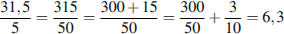 31,5/5 = 315/50 = 300 + 15/50 = 300/50 + 3/10 = 6,3